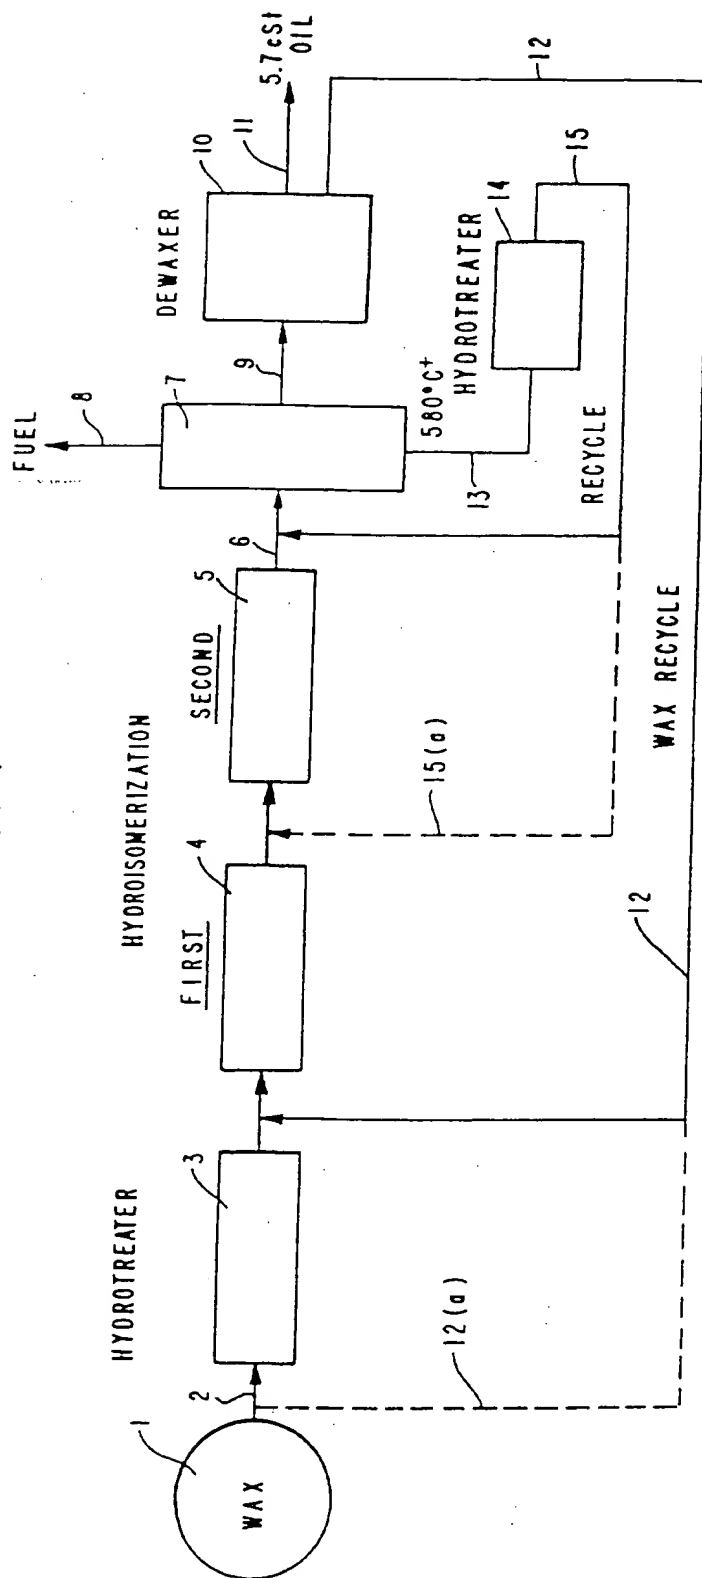 FUEL
8
HYDROISOMERIZATION
DEWAXER
10
11
5.7cSt
OIL
HYDROTREATER
FIRST
SECOND
7
9
12
1
WAX
2
3
4
5
6
580°C+
HYDROTREATER
14
15
13
RECYCLE
15(a)
12(a)
12
WAX RECYCLE